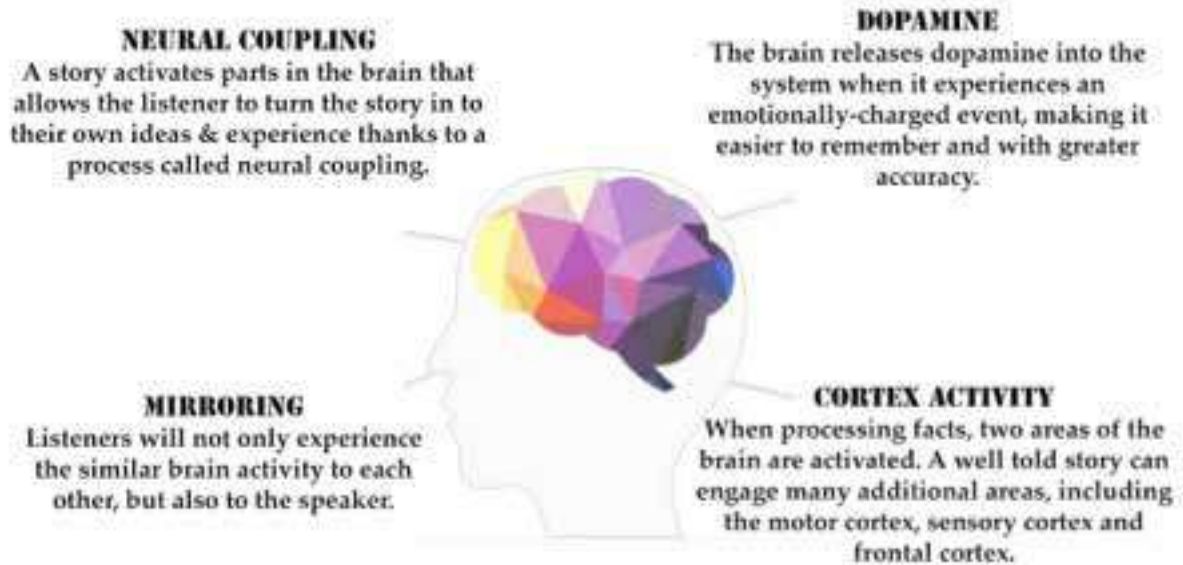 NEURAL COUPLING
A story activates parts in the brain that
allows the listener to turn the story in to
their own ideas & experience thanks to a
process called neural coupling.
DOPAMINE
The brain releases dopamine into the
system when it experiences an
emotionally-charged event, making it
easier to remember and with greater
accuracy.
MIRRORING
Listeners will not only experience
the similar brain activity to each
other, but also to the speaker.
CORTEX ACTIVITY
When processing facts, two areas of the
brain are activated. A well told story can
engage many additional areas, including
the motor cortex, sensory cortex and
frontal cortex.